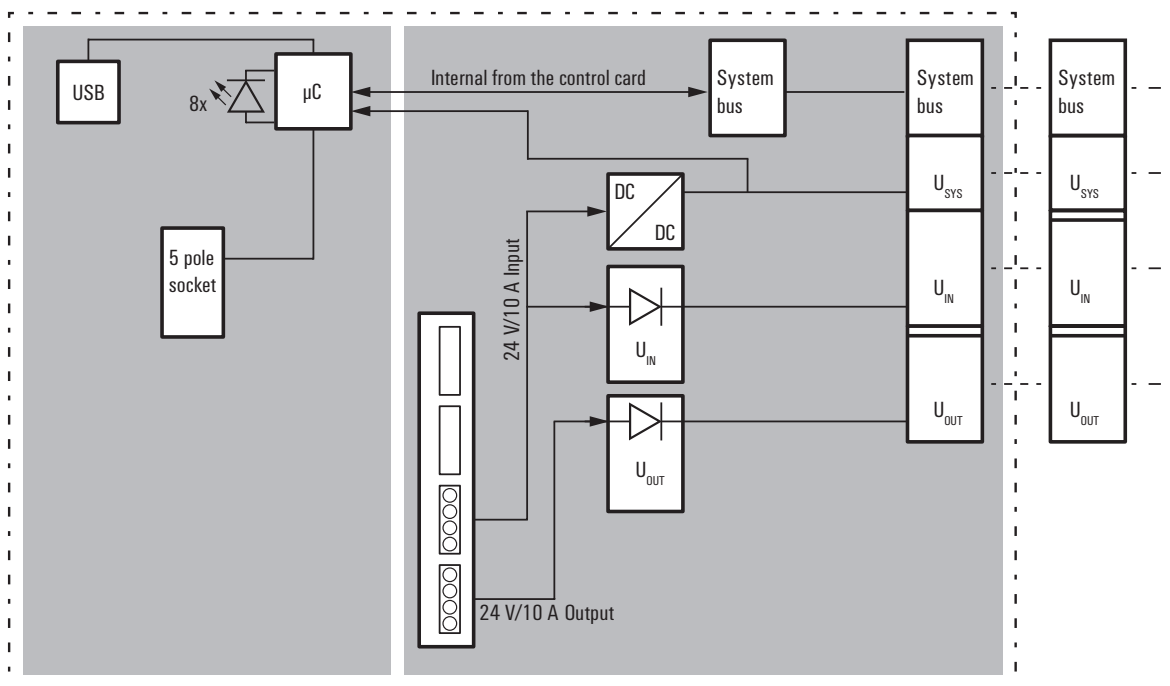 USB
8x
µC
Internal from the control card
System
bus
System
bus
System
bus
DC
DC
U_SYS
U_SYS
5 pole
socket
24 V/10 A Input
U_IN
U_IN
U_IN
U_OUT
U_OUT
U_OUT
24 V/10 A Output